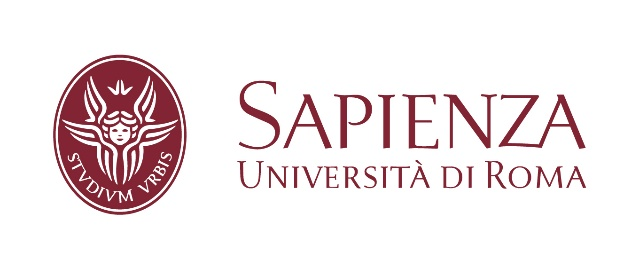 STVDIVM VRBIS
SAPIENZA
UNIVERSITÀ DI ROMA